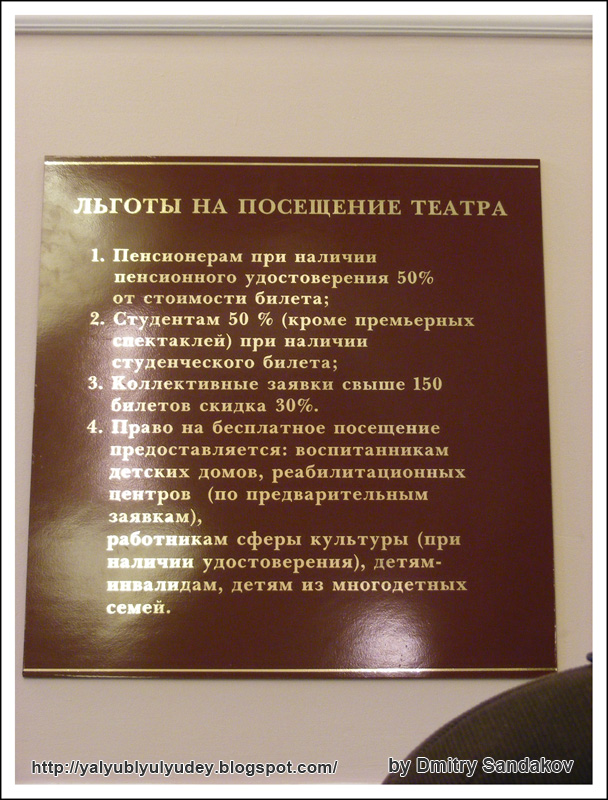 ЛЬГОТЫ НА ПОСЕЩЕНИЕ ТЕАТРА
1. Пенсионерам при наличии
пенсионного удостоверения 50%
от стоимости билета;
2. Студентам 50 % (кроме премьерных
спектаклей) при наличии
студенческого билета;
3. Коллективные заявки свыше 150
билетов скидка 30%.
4. Право на бесплатное посещение
предоставляется: воспитанникам
детских домов, реабилитационных
центров (по предварительным
заявкам),
работникам сферы культуры (при
наличии удостоверения), детям-
инвалидам, детям из многодетных
семей.
http://yalyublyulyudey.blogspot.com/ by Dmitry Sandakov